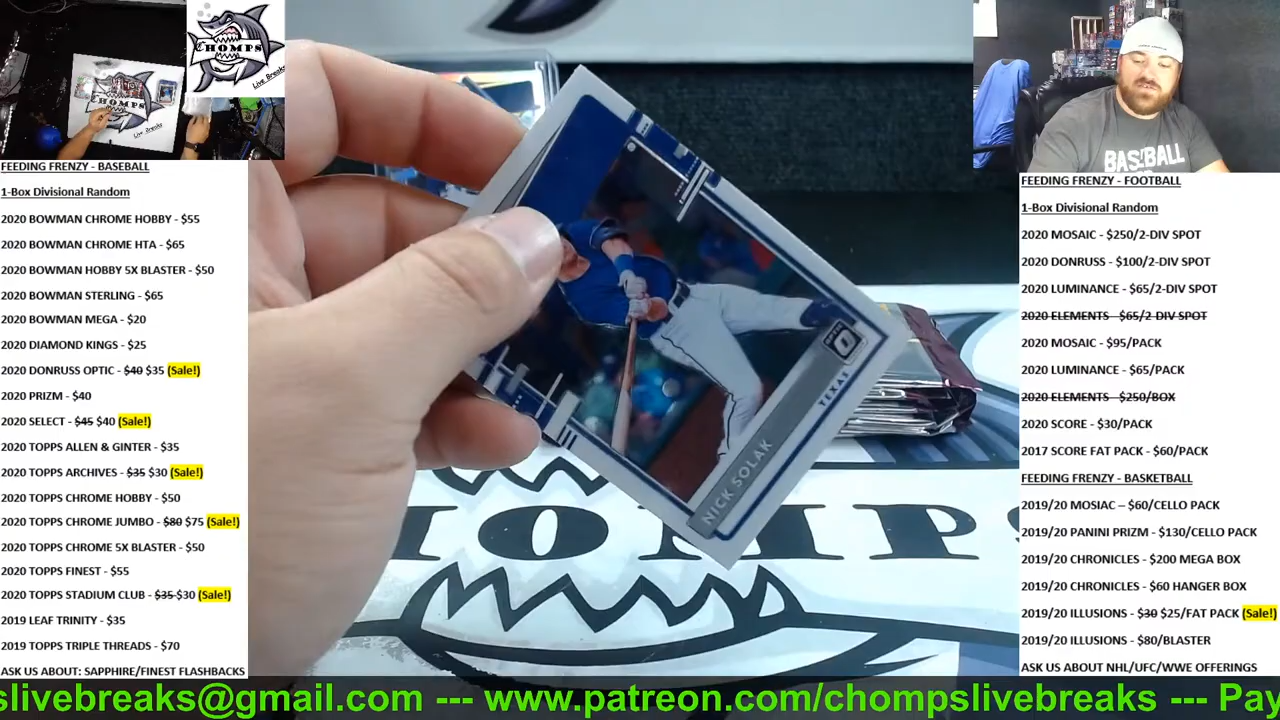 CHOMPS
Live Breaks
CHOMPS
Live Breaks
BASEBALL
FEEDING FRENZY - BASEBALL
1-Box Divisional Random
2020 BOWMAN CHROME HOBBY - $55
2020 BOWMAN CHROME HTA - $65
2020 BOWMAN HOBBY 5X BLASTER - $50
2020 BOWMAN STERLING - $65
2020 BOWMAN MEGA - $20
2020 DIAMOND KINGS - $25
2020 DONRUSS OPTIC - $40 $35 (Sale!)
2020 PRIZM - $40
2020 SELECT - $45 $40 (Sale!)
2020 TOPPS ALLEN & GINTER - $35
2020 TOPPS ARCHIVES - $35 $30 (Sale!)
2020 TOPPS CHROME HOBBY - $50
2020 TOPPS CHROME JUMBO - $80 $75 (Sale!)
2020 TOPPS CHROME 5X BLASTER - $50
2020 TOPPS FINEST - $55
2020 TOPPS STADIUM CLUB - $35 $30 (Sale!)
2019 LEAF TRINITY - $35
2019 TOPPS TRIPLE THREADS - $70
ASK US ABOUT: SAPPHIRE/FINEST FLASHBACKS
OPTIC
TEXAS
NICK SOLAK
HOMPS
FEEDING FRENZY - FOOTBALL
1-Box Divisional Random
2020 MOSAIC - $250/2-DIV SPOT
2020 DONRUSS - $100/2-DIV SPOT
2020 LUMINANCE - $65/2-DIV SPOT
2020 ELEMENTS - $65/2 DIV SPOT
2020 MOSAIC - $95/PACK
2020 LUMINANCE - $65/PACK
2020 ELEMENTS - $250/BOX
2020 SCORE - $30/PACK
2017 SCORE FAT PACK - $60/PACK
FEEDING FRENZY - BASKETBALL
2019/20 MOSIAC – $60/CELLO PACK
2019/20 PANINI PRIZM - $130/CELLO PACK
2019/20 CHRONICLES - $200 MEGA BOX
2019/20 CHRONICLES - $60 HANGER BOX
2019/20 ILLUSIONS - $30 $25/FAT PACK (Sale!)
2019/20 ILLUSIONS - $80/BLASTER
ASK US ABOUT NHL/UFC/WWE OFFERINGS
slivebreaks@gmail.com --- www.patreon.com/chompslivebreaks --- Pay